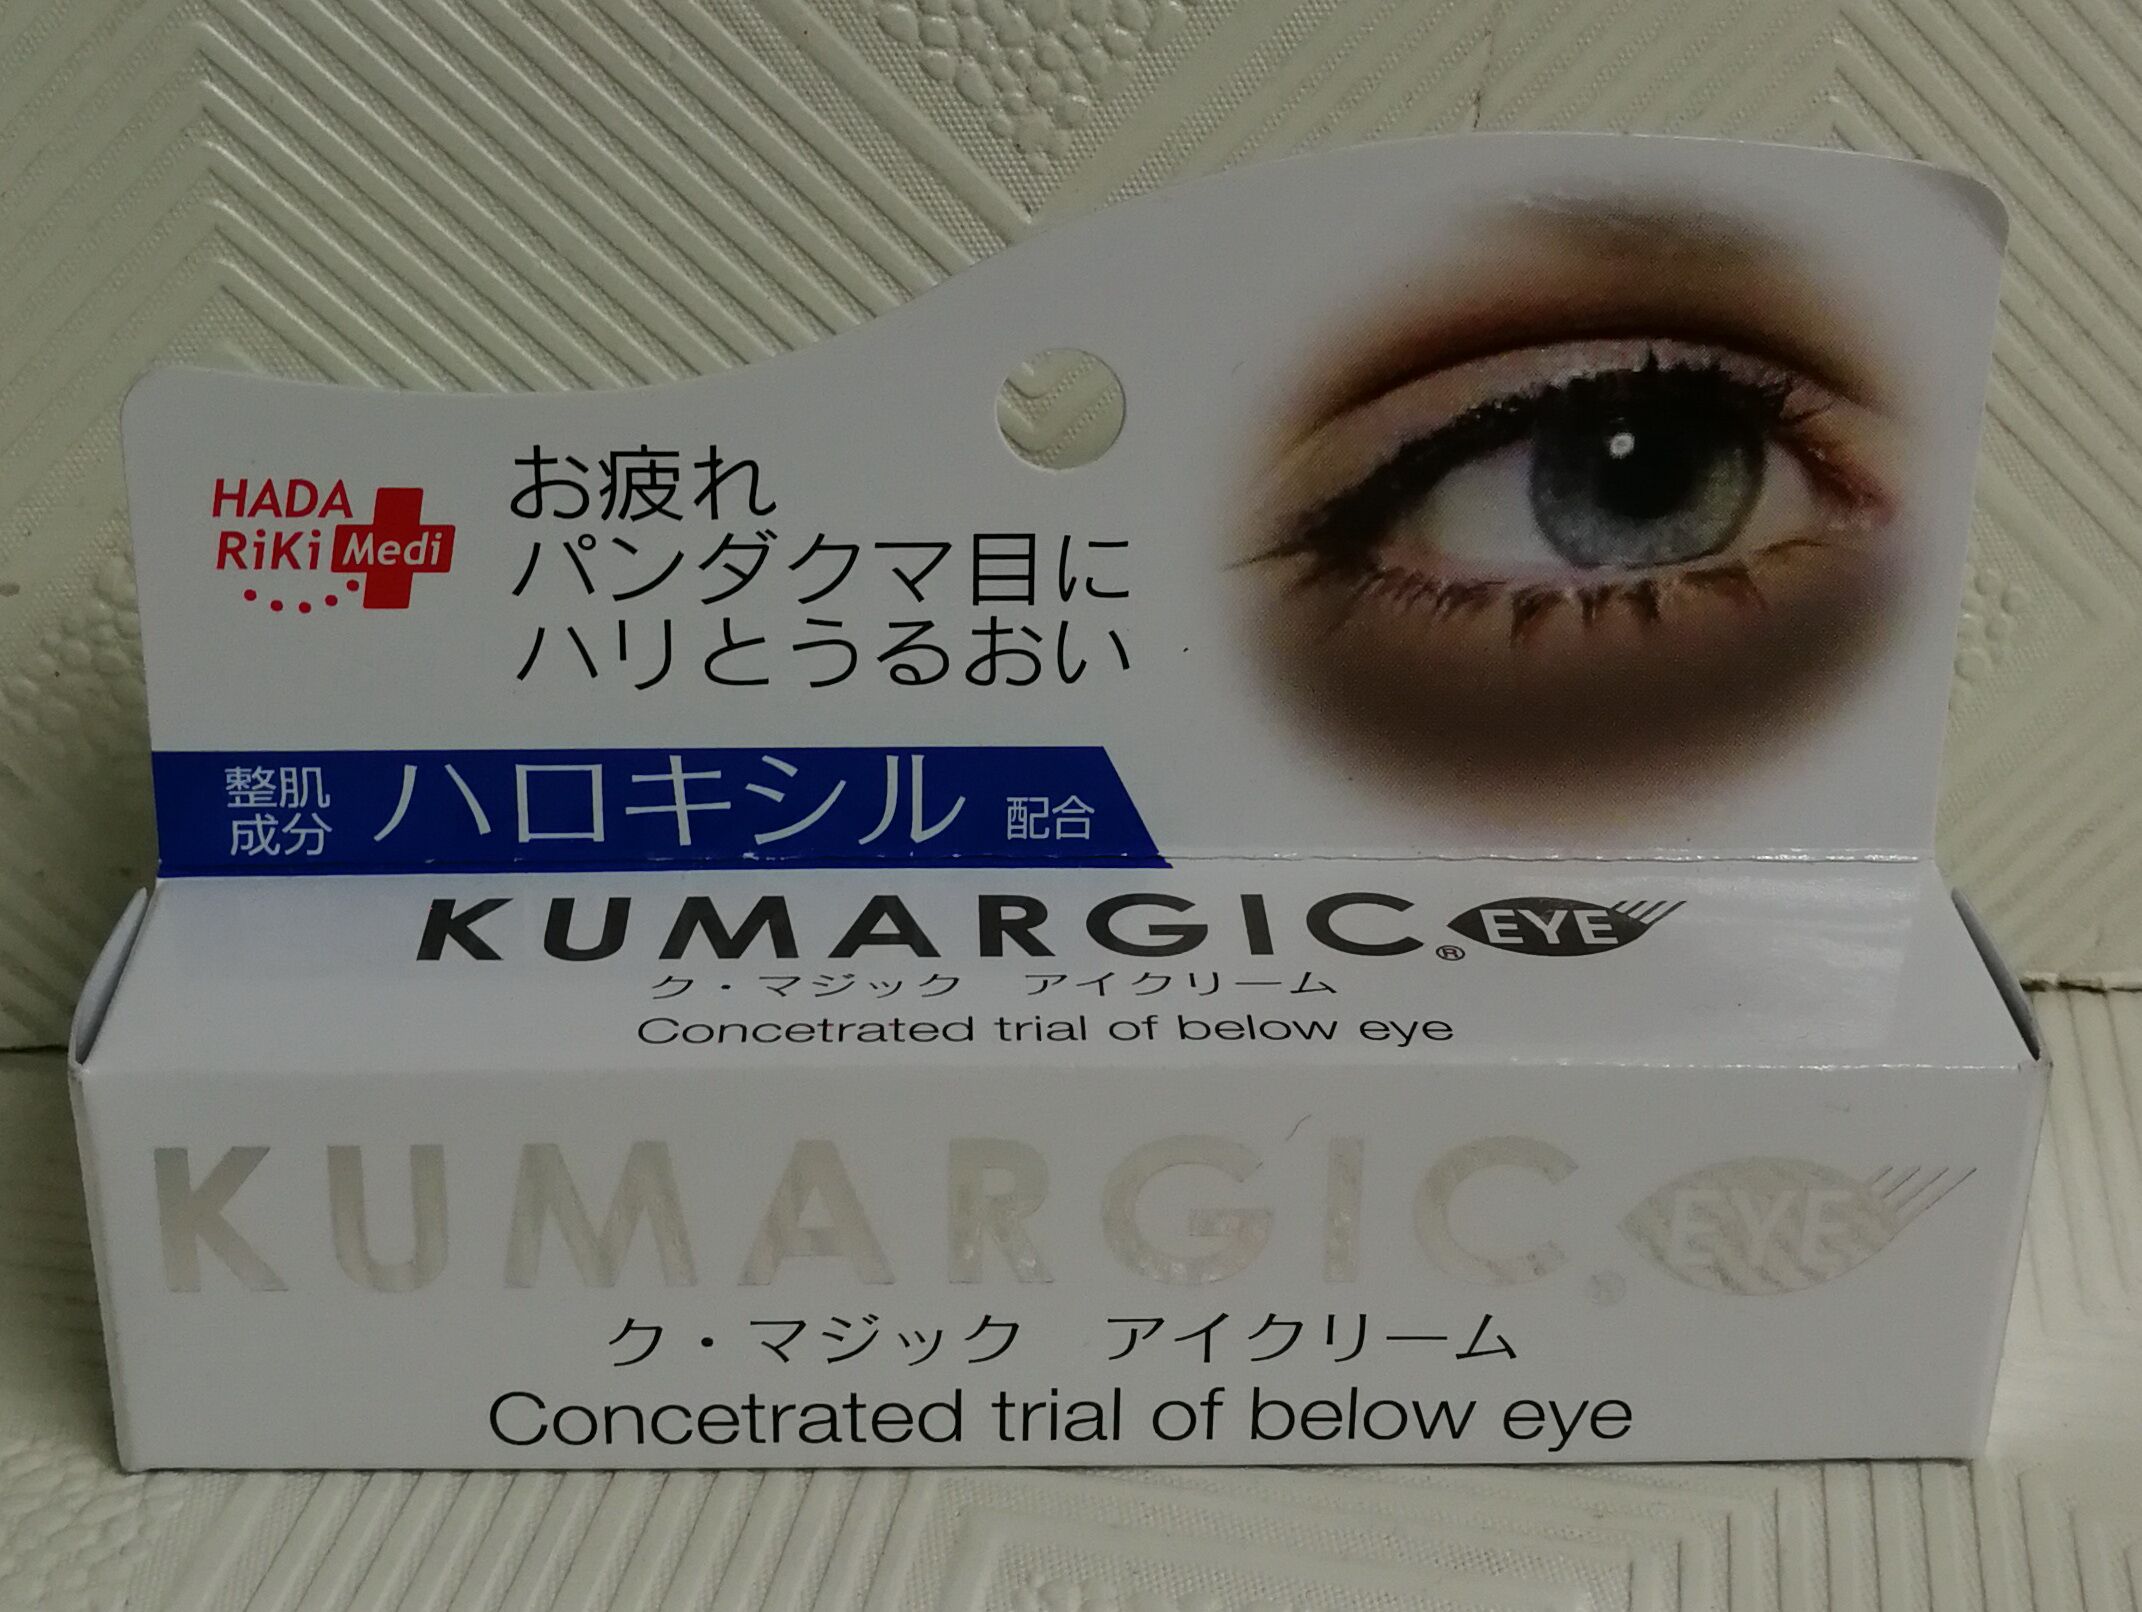 HADA
RiKi Medi
お疲れ
パンダクマ目に
ハリとうるおい
整肌
成分
ハロキシル 配合
KUMARGIC® EYE
ク・マジック アイクリーム
Concetrated trial of below eye
KUMARGIC® EYE
ク・マジック アイクリーム
Concetrated trial of below eye